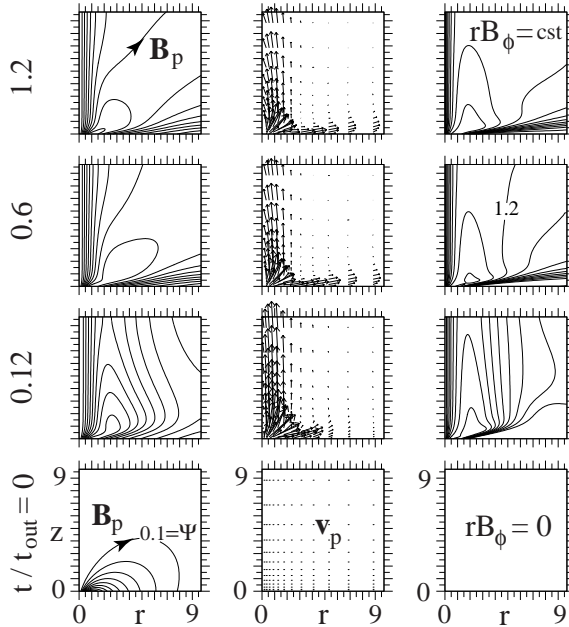 1.2
B_p
rB_ϕ = cst
0.6
1.2
0.12
t / t_out = 0
9
z
0
B_p
0.1=Ψ
v_p
9
0
rB_ϕ = 0
0 r 9
0 r 9
0 r 9